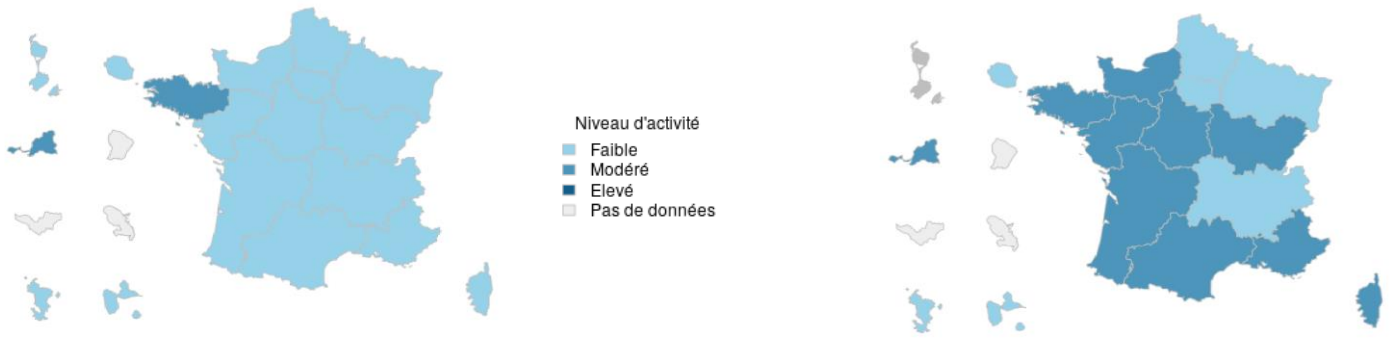 Niveau d'activité
Faible
Modéré
Elevé
Pas de données